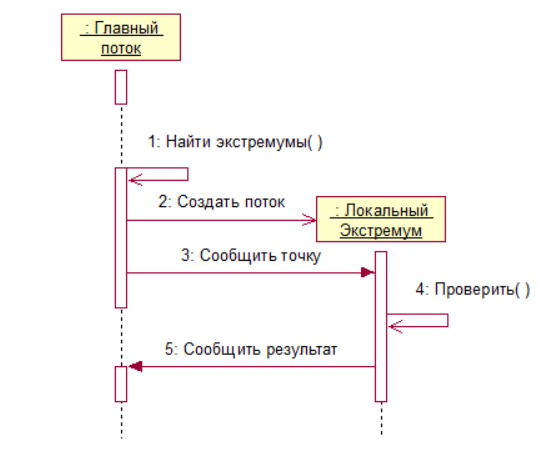 : Главный
поток
1: Найти экстремумы( )
2: Создать поток
: Локальный
Экстремум
3: Сообщить точку
4: Проверить( )
5: Сообщить результат